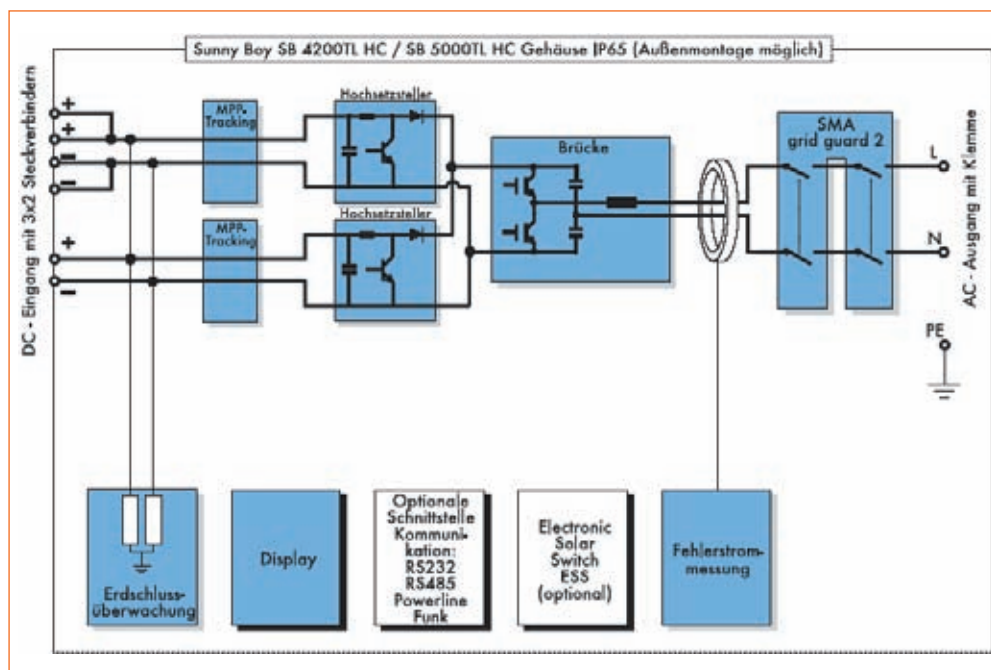 Sunny Boy SB 4200TL HC / SB 5000TL HC Gehäuse IP65 (Außenmontage möglich)
DC - Eingang mit 3x2 Steckverbindern
+
+
−
−
+
−
MPP-
Tracking
Hochsetzsteller
MPP-
Tracking
Hochsetzsteller
Brücke
SMA
grid guard 2
L
N
PE
AC - Ausgang mit Klemme
Erdschluss-
überwachung
Display
Optionale
Schnittstelle
Kommuni-
kation:
RS232
RS485
Powerline
Funk
Electronic
Solar
Switch
ESS
(optional)
Fehlerstrom-
messung